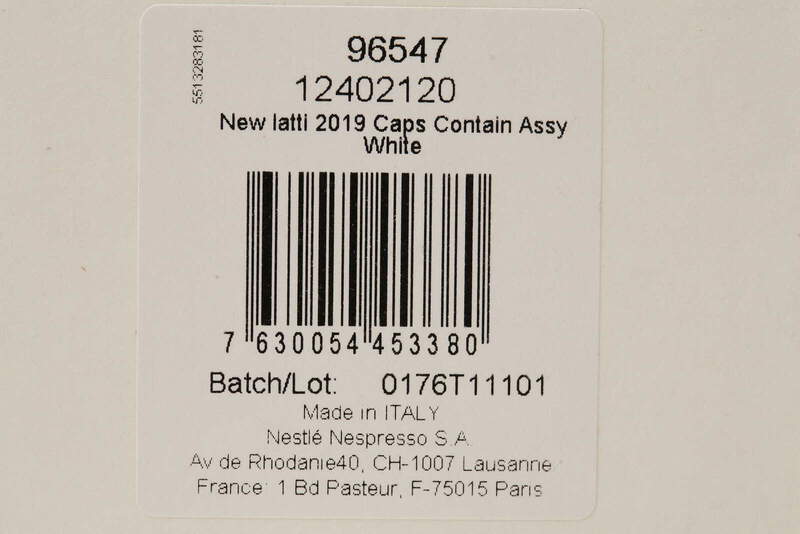 5513283181
96547
12402120
New latti 2019 Caps Contain Assy
White
7 630054 453380
Batch/Lot: 0176T11101
Made in ITALY
Nestlé Nespresso S.A.
Av de Rhodanie40, CH-1007 Lausanne
France: 1 Bd Pasteur, F-75015 Paris